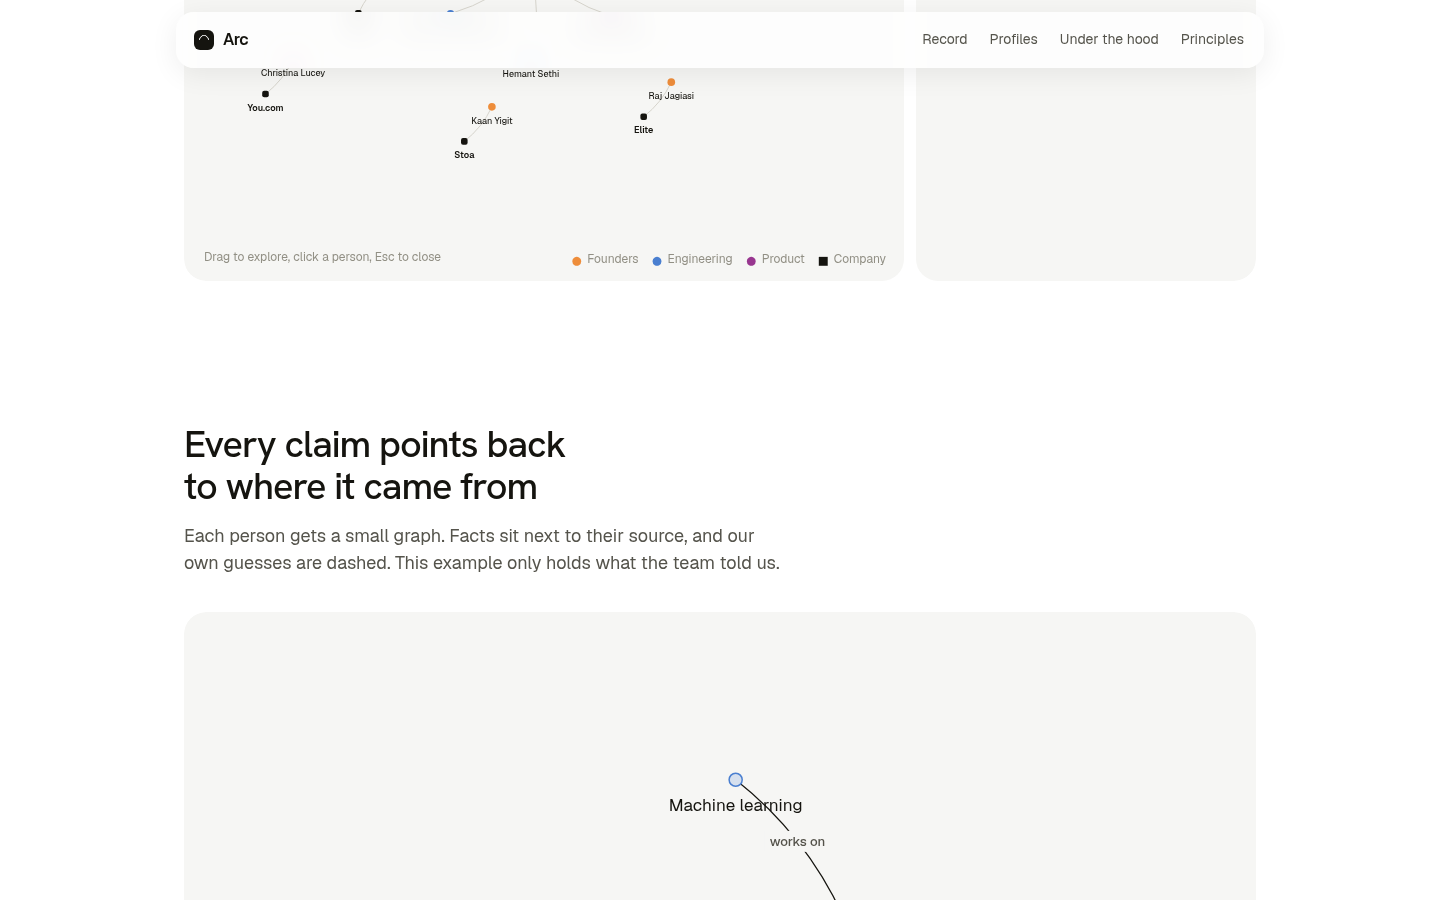 Arc
Record
Profiles
Under the hood
Principles
Christina Lucey
You.com
Hemant Sethi
Kaan Yigit
Stoa
Raj Jagiasi
Elite
Drag to explore, click a person, Esc to close
Founders
Engineering
Product
Company
Every claim points back
to where it came from
Each person gets a small graph. Facts sit next to their source, and our
own guesses are dashed. This example only holds what the team told us.
Machine learning
works on